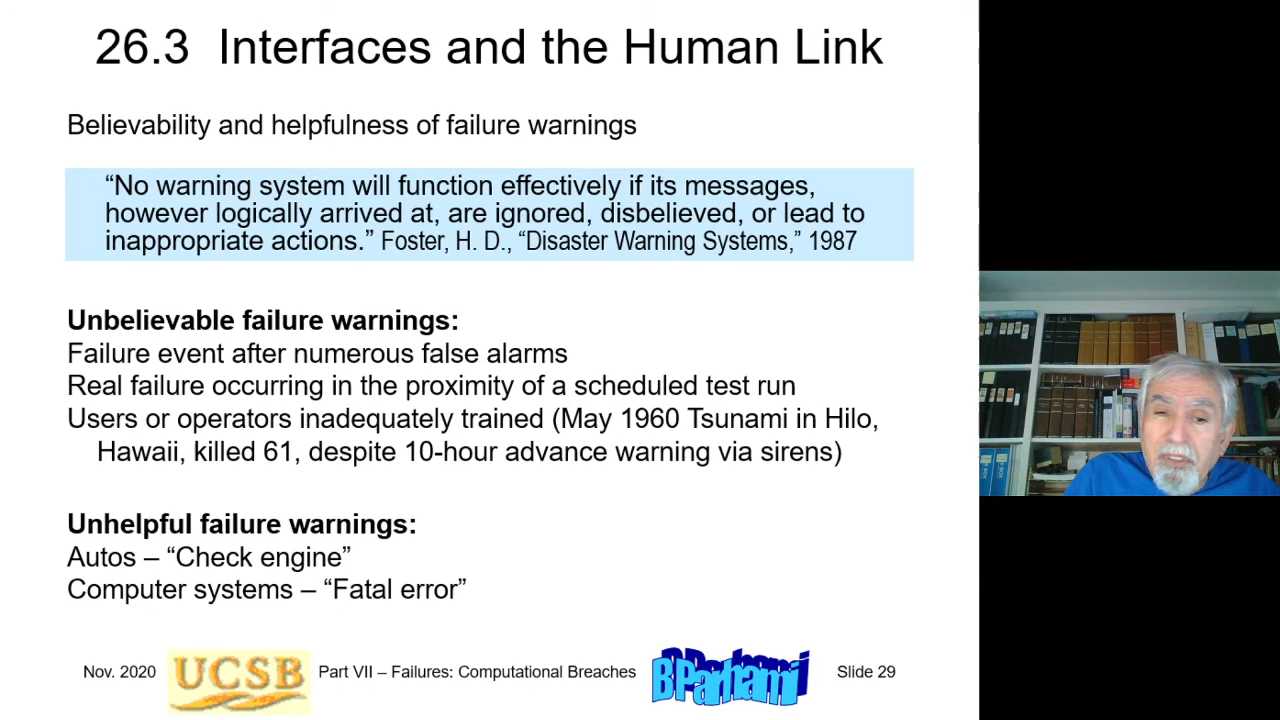 26.3 Interfaces and the Human Link
Believability and helpfulness of failure warnings
“No warning system will function effectively if its messages,
however logically arrived at, are ignored, disbelieved, or lead to
inappropriate actions.” Foster, H. D., “Disaster Warning Systems,” 1987
Unbelievable failure warnings:
Failure event after numerous false alarms
Real failure occurring in the proximity of a scheduled test run
Users or operators inadequately trained (May 1960 Tsunami in Hilo,
Hawaii, killed 61, despite 10-hour advance warning via sirens)
Unhelpful failure warnings:
Autos – “Check engine”
Computer systems – “Fatal error”
Nov. 2020
UCSB
Part VII – Failures: Computational Breaches
B Parhami
Slide 29